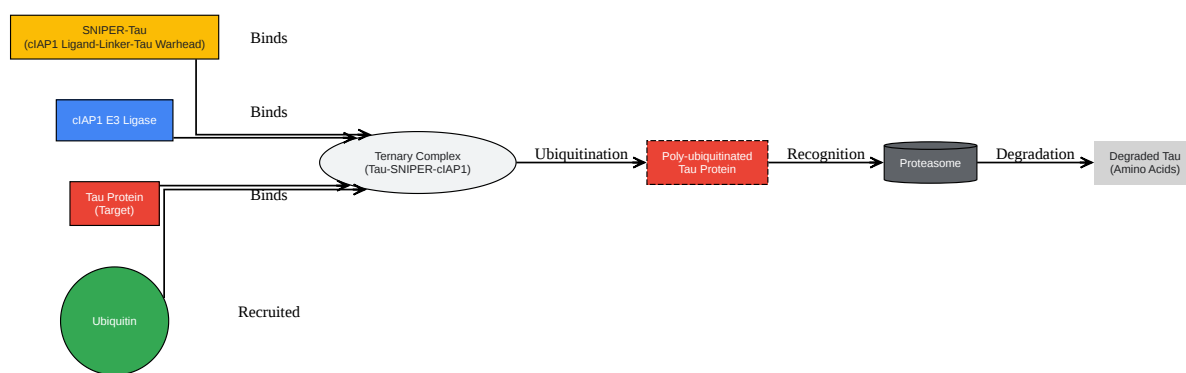 SNIPER-Tau
(cIAP1 Ligand-Linker-Tau Warhead)
Binds
cIAP1 E3 Ligase
Binds
Tau Protein
(Target)
Binds
Ubiquitin
Recruited
Ternary Complex
(Tau-SNIPER-cIAP1)
Ubiquitination
Poly-ubiquitinated
Tau Protein
Recognition
Proteasome
Degradation
Degraded Tau
(Amino Acids)